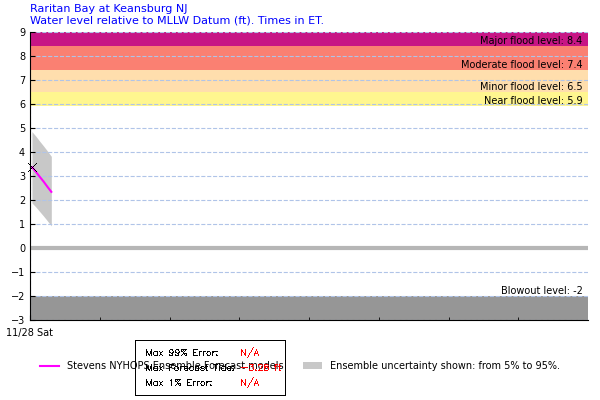 Raritan Bay at Keansburg NJ
Water level relative to MLLW Datum (ft). Times in ET.
9
Major flood level: 8.4
8
Moderate flood level: 7.4
7
Minor flood level: 6.5
Near flood level: 5.9
6
5
4
3
2
1
0
−1
Blowout level: -2
−2
−3
11/28 Sat
Max 99% Error: N/A
Stevens NYHOPS Ensemble Forecast models
Ensemble uncertainty shown: from 5% to 95%.
Max Forecast Tide: ft
Max 1% Error: N/A